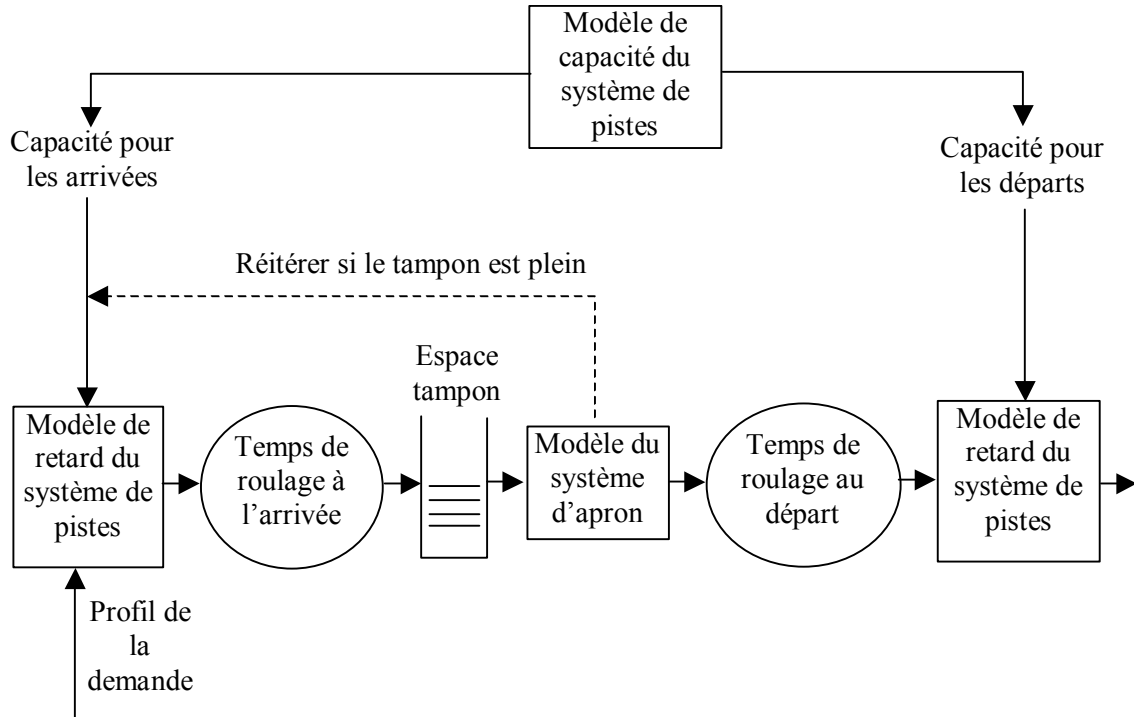 Modèle de
capacité du
système de
pistes
Capacité pour
les arrivées
Capacité pour
les départs
Réitérer si le tampon est plein
Espace
tampon
Modèle de
retard du
système de
pistes
Temps de
roulage à
l’arrivée
Modèle du
système
d’apron
Temps de
roulage au
départ
Modèle de
retard du
système de
pistes
Profil de
la
demande